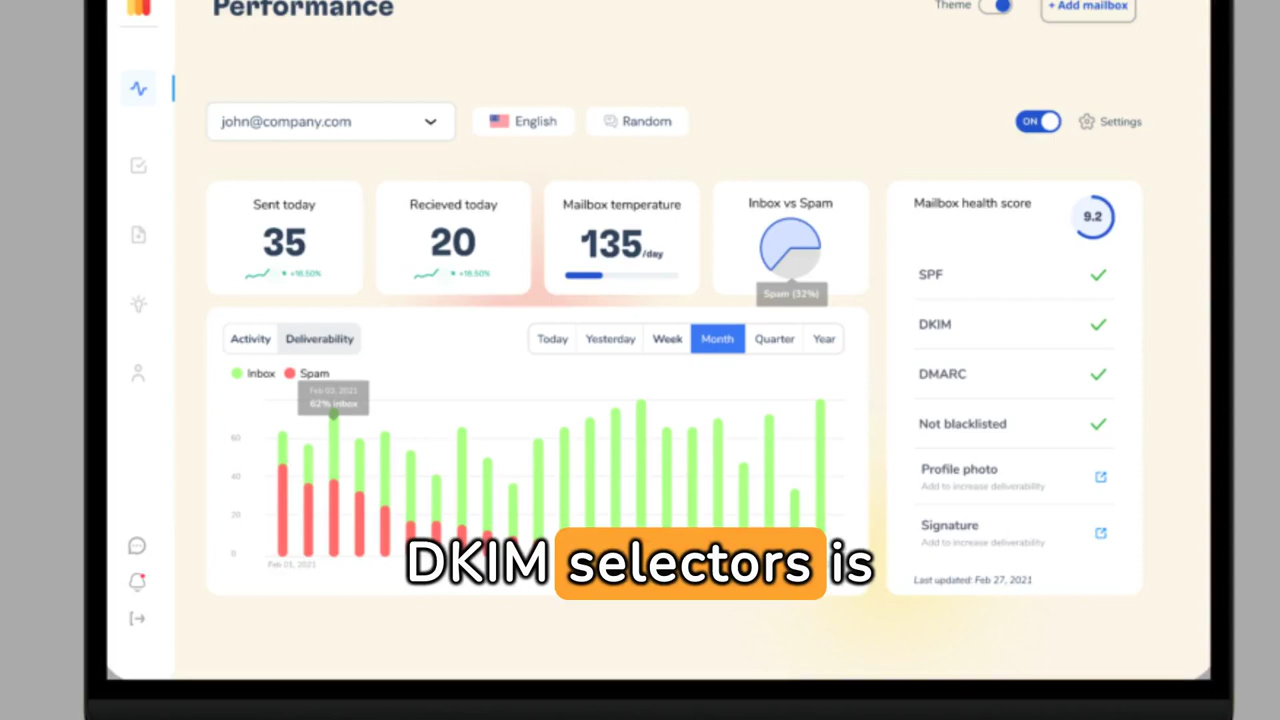 Performance
Theme
+ Add mailbox
john@company.com
English
Random
ON
Settings
Sent today
35
+16.50%
Recieved today
20
+16.50%
Mailbox temperature
135/day
Inbox vs Spam
Spam (32%)
Mailbox health score
9.2
SPF
DKIM
DMARC
Not blacklisted
Profile photo
Add to increase deliverability
Signature
Add to increase deliverability
Last updated: Feb 27, 2021
Activity
Deliverability
Today
Yesterday
Week
Month
Quarter
Year
Inbox
Spam
Feb 03, 2021
62% inbox
60
40
20
0
Feb 01, 2021
DKIM selectors is